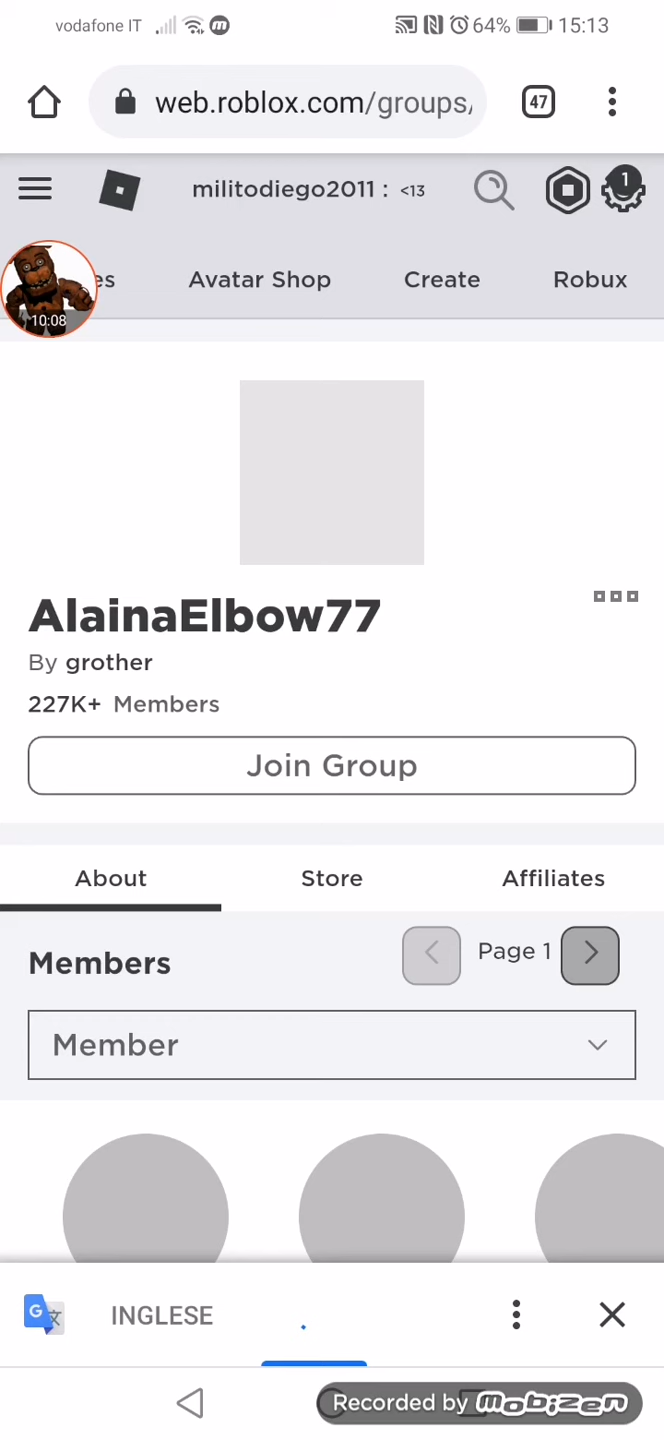 vodafone IT
64% 15:13
web.roblox.com/groups/
47
militodiego2011 : <13
1
es Avatar Shop Create Robux
10:08
AlainaElbow77
By grother
227K+ Members
Join Group
About Store Affiliates
Members Page 1
Member
INGLESE
Recorded by mobizen